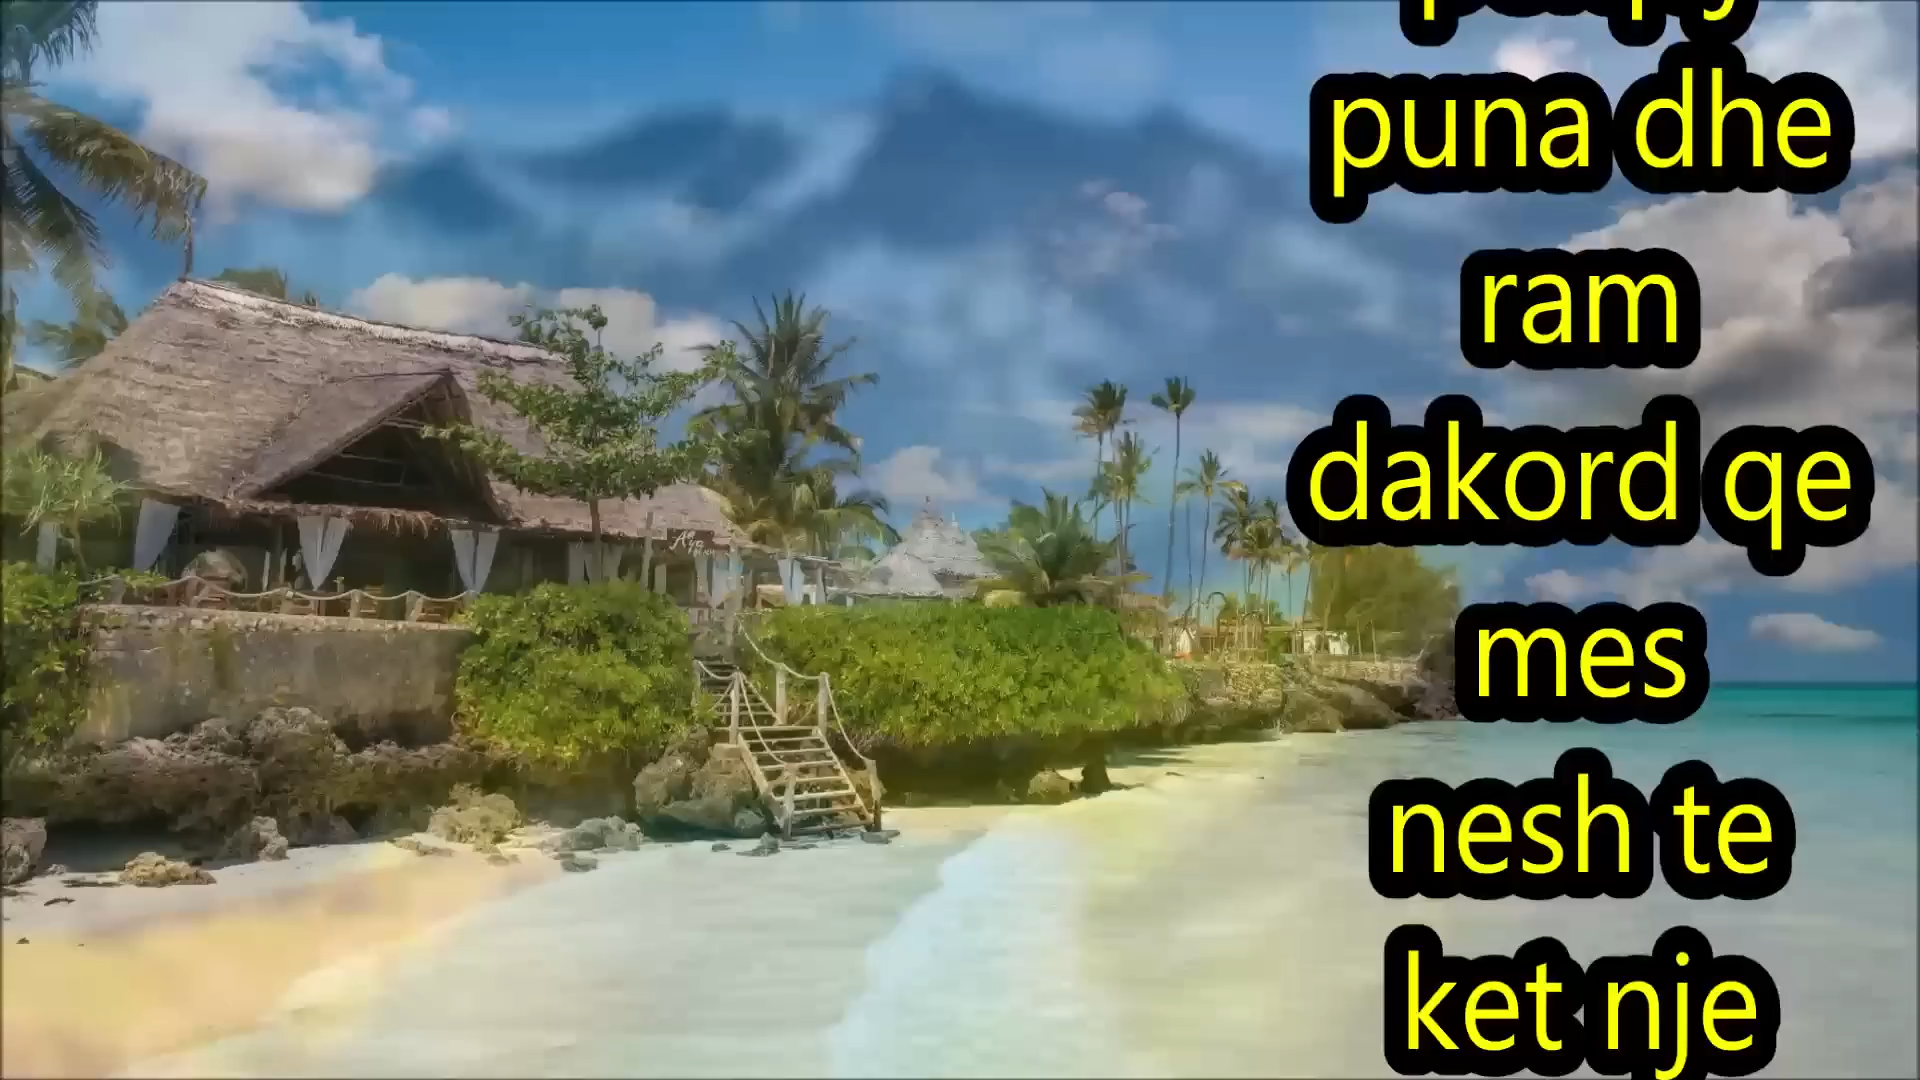 puna dhe
ram
dakord qe
mes
nesh te
ket nje